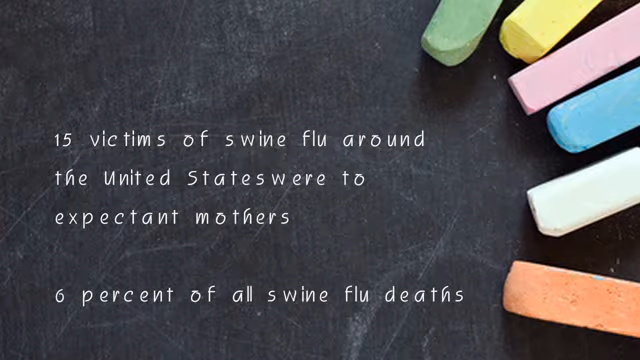 15 victims of swine flu around
the United Stateswere to
expectant mothers
6 percent of all swine flu deaths